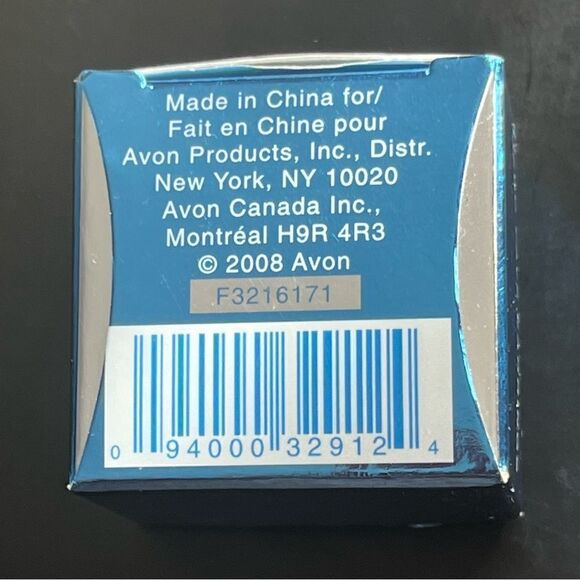 Made in China for/
Fait en Chine pour
Avon Products, Inc., Distr.
New York, NY 10020
Avon Canada Inc.,
Montréal H9R 4R3
© 2008 Avon
F3216171
0 94000 32912 4